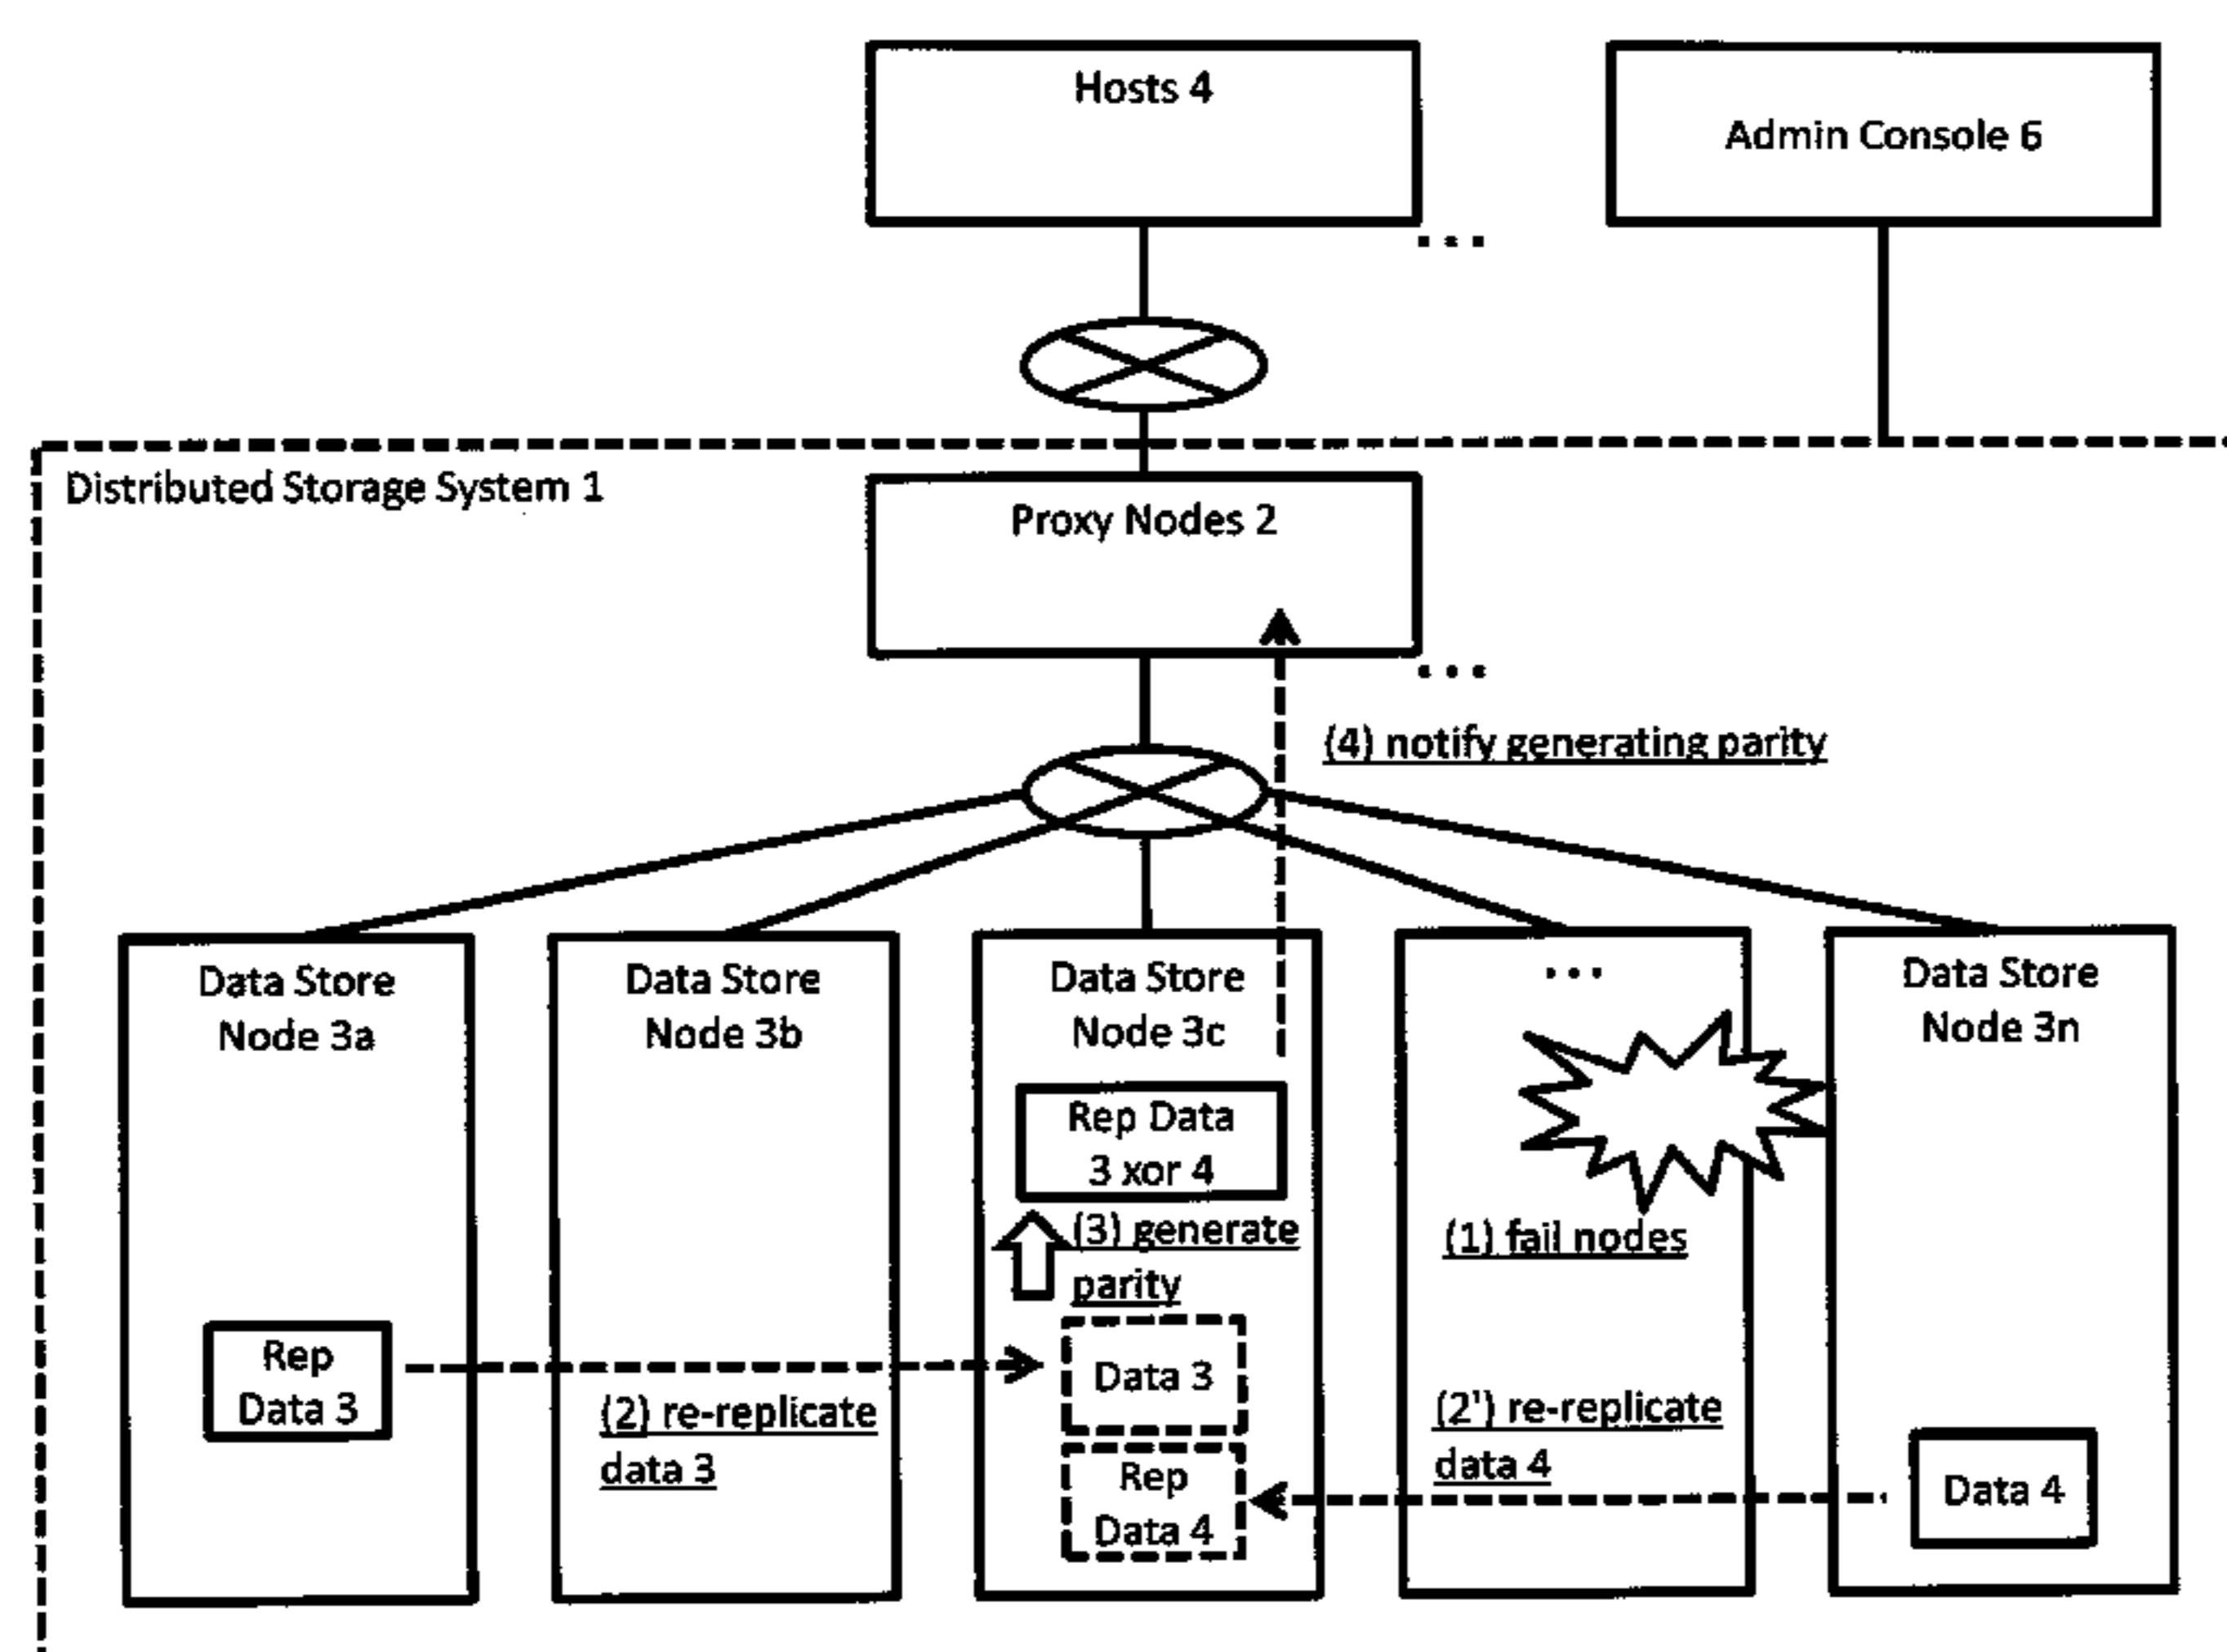 Hosts 4
Admin Console 6
...
Distributed Storage System 1
Proxy Nodes 2
...
(4) notify generating parity
Data Store
Node 3a
Data Store
Node 3b
Data Store
Node 3c
...
Data Store
Node 3n
Rep Data
3 xor 4
(3) generate
parity
(1) fail nodes
Rep
Data 3
(2) re-replicate
data 3
Data 3
Rep
Data 4
(2') re-replicate
data 4
Data 4